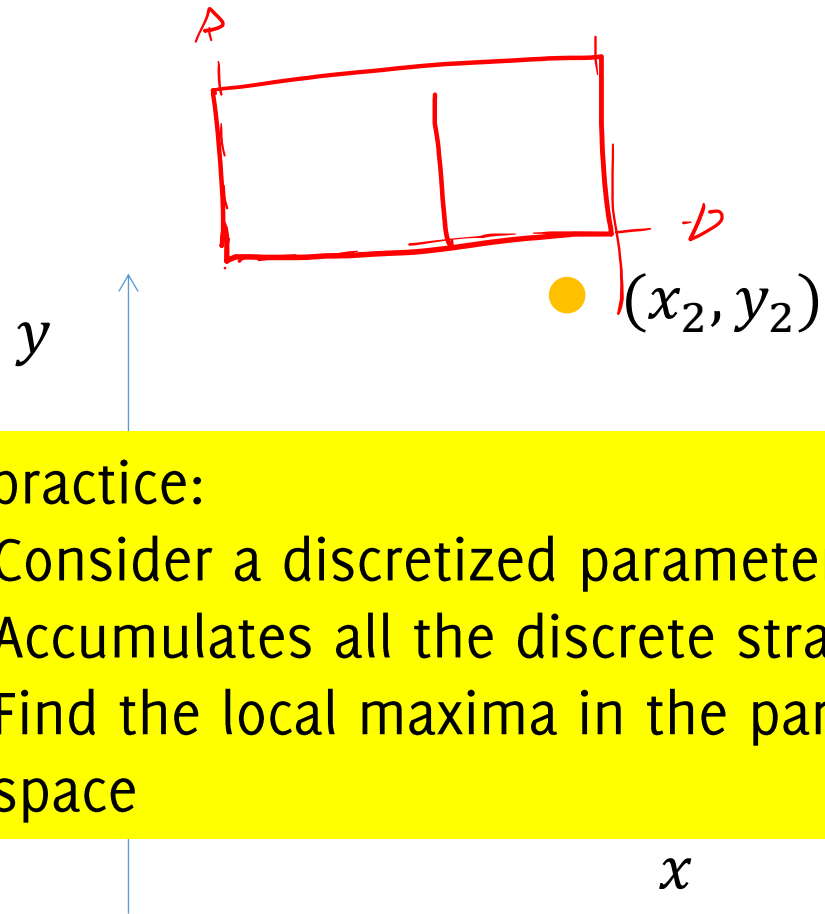 (x₂, y₂)
y
practice:
Consider a discretized paramete
Accumulates all the discrete stra
Find the local maxima in the par
space
x